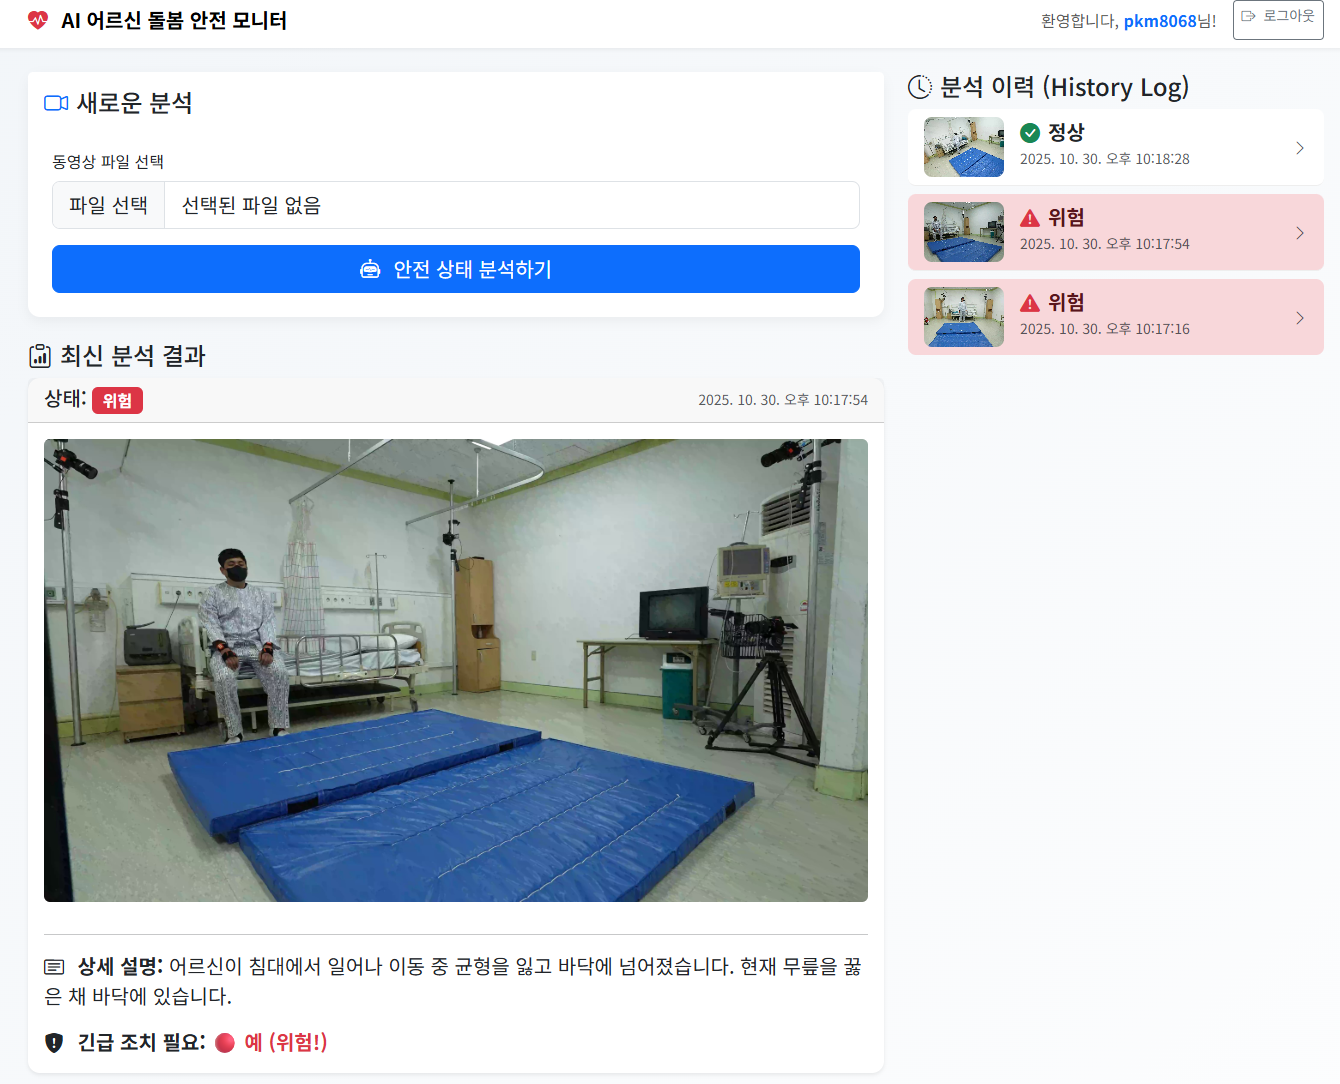 AI 어르신 돌봄 안전 모니터
환영합니다, pkm8068님!
로그아웃
새로운 분석
동영상 파일 선택
파일 선택 선택된 파일 없음
안전 상태 분석하기
최신 분석 결과
상태: 위험
2025. 10. 30. 오후 10:17:54
상세 설명: 어르신이 침대에서 일어나 이동 중 균형을 잃고 바닥에 넘어졌습니다. 현재 무릎을 꿇
은 채 바닥에 있습니다.
긴급 조치 필요: 예 (위험!)
분석 이력 (History Log)
정상
2025. 10. 30. 오후 10:18:28
위험
2025. 10. 30. 오후 10:17:54
위험
2025. 10. 30. 오후 10:17:16